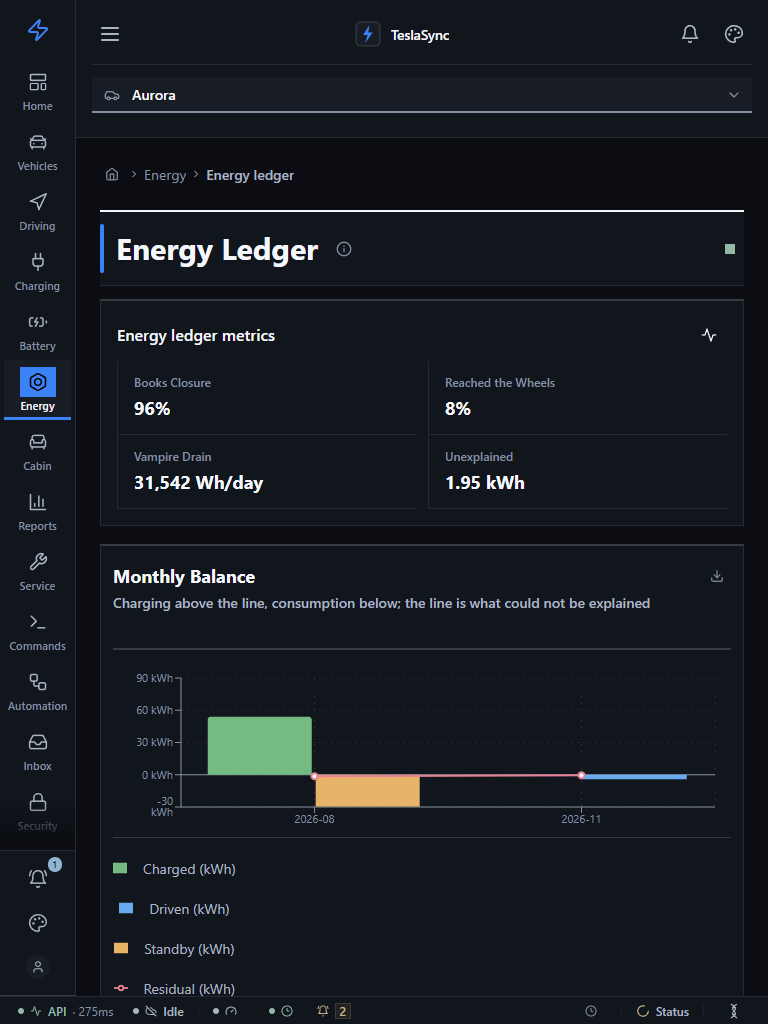 TeslaSync
Aurora
Home
Vehicles
Driving
Charging
Battery
Energy
Cabin
Reports
Service
Commands
Automation
Inbox
Security
1
Energy
Energy ledger
Energy Ledger
Energy ledger metrics
Books Closure
96%
Reached the Wheels
8%
Vampire Drain
31,542 Wh/day
Unexplained
1.95 kWh
Monthly Balance
Charging above the line, consumption below; the line is what could not be explained
90 kWh
60 kWh
30 kWh
0 kWh
-30
kWh
2026-08
2026-11
Charged (kWh)
Driven (kWh)
Standby (kWh)
Residual (kWh)
API · 275ms
Idle
2
Status